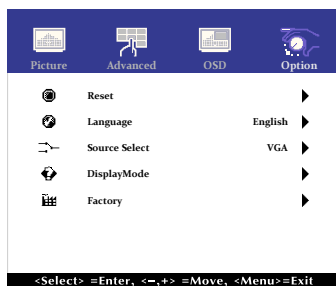 Picture Advanced OSD Option
Reset
Language English
Source Select VGA
DisplayMode
Factory
<Select> =Enter, <−,+> =Move, <Menu>=Exit